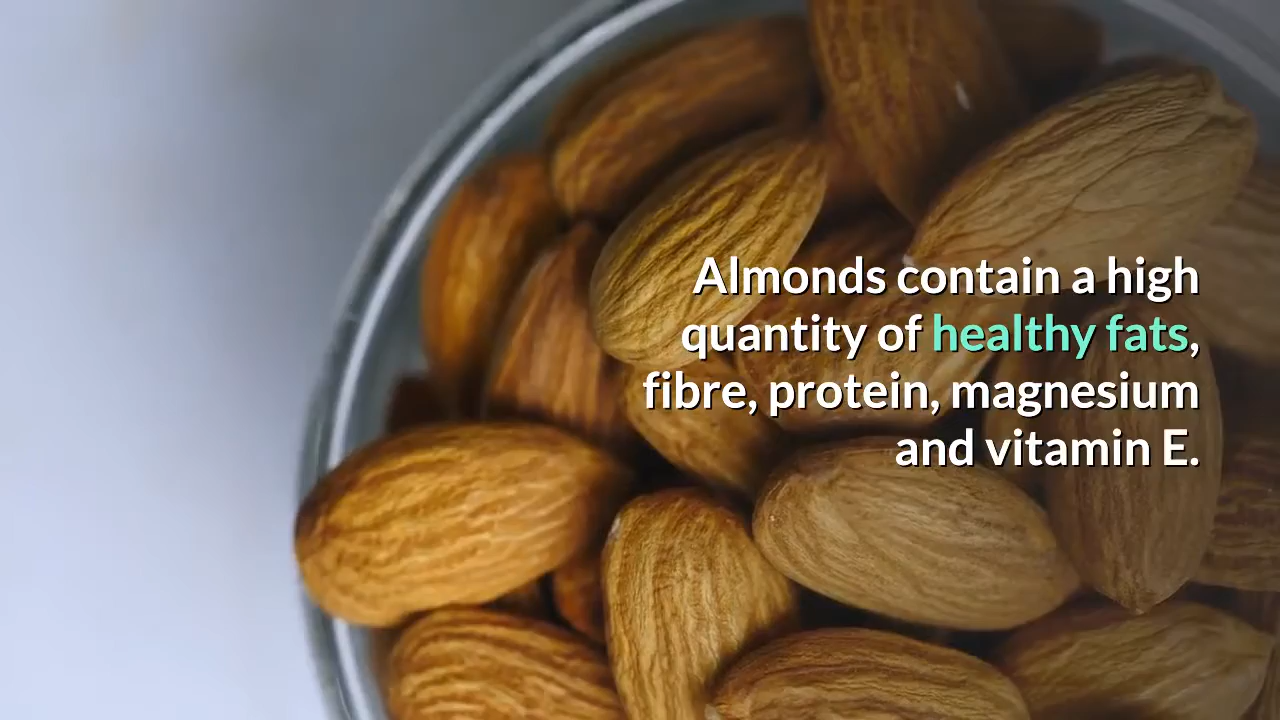 Almonds contain a high
quantity of healthy fats,
fibre, protein, magnesium
and vitamin E.